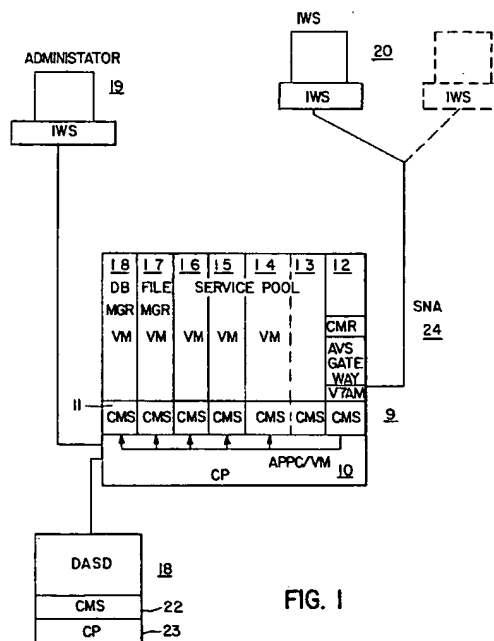 IWS
ADMINISTATOR
19
20
IWS
IWS
IWS
18 17 16 15 14 13 12
DB FILE SERVICE POOL
MGR MGR
VM VM VM VM VM
CMR
AVS
GATE
WAY
V7AM
SNA
24
11
CMS CMS CMS CMS CMS CMS CMS
9
APPC/VM
CP
10
DASD
18
CMS
22
CP
23
FIG. 1